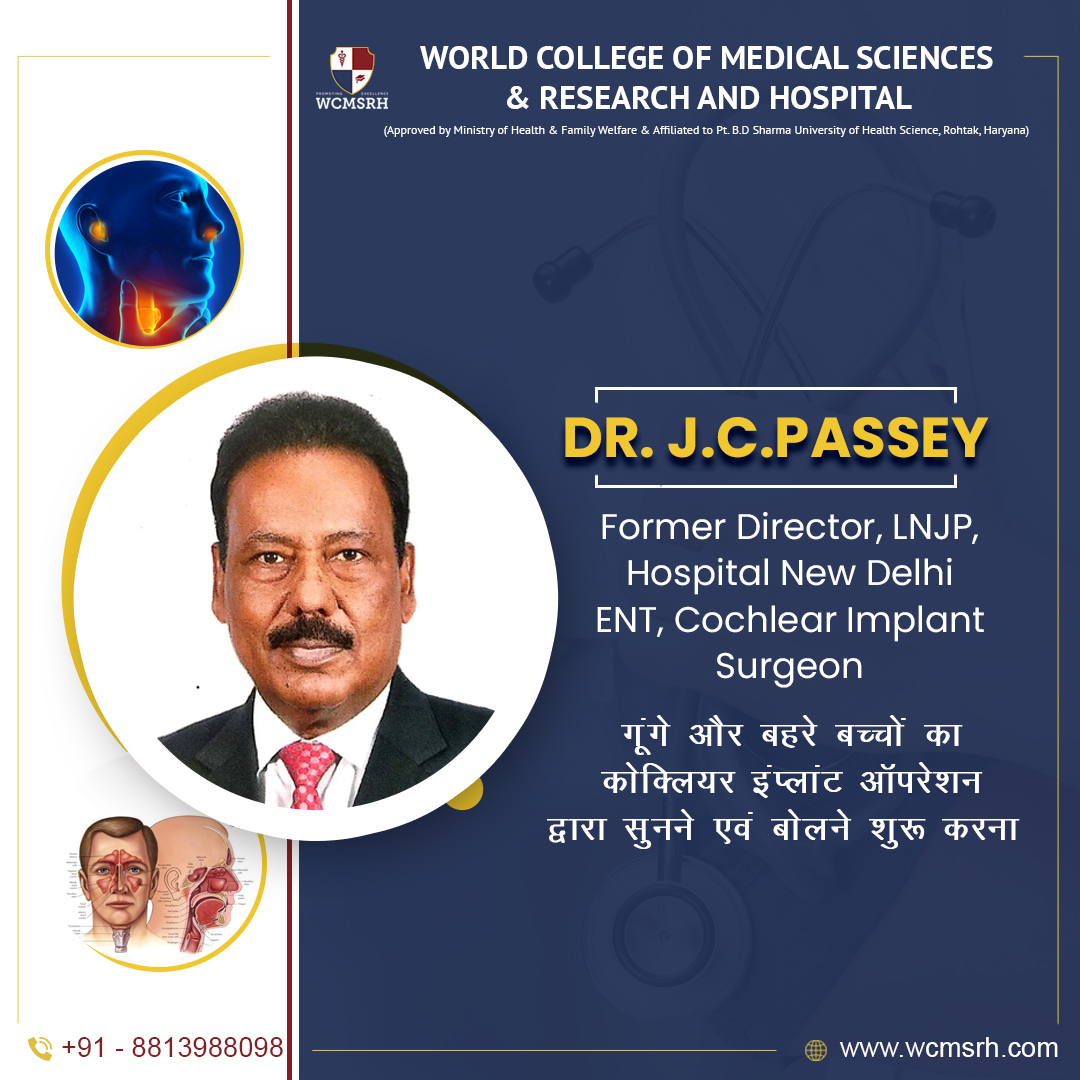 WORLD COLLEGE OF MEDICAL SCIENCES
& RESEARCH AND HOSPITAL
(Approved by Ministry of Health & Family Welfare & Affiliated to Pt. B.D Sharma University of Health Science, Rohtak, Haryana)
PROMOTING EXCELLENCE
WCMSRH
DR. J.C.PASSEY
Former Director, LNJP,
Hospital New Delhi
ENT, Cochlear Implant
Surgeon
गूंगे और बहरे बच्चों का
कोक्लियर इंप्लांट ऑपरेशन
द्वारा सुनने एवं बोलने शुरू करना
+91 - 8813988098
www.wcmsrh.com